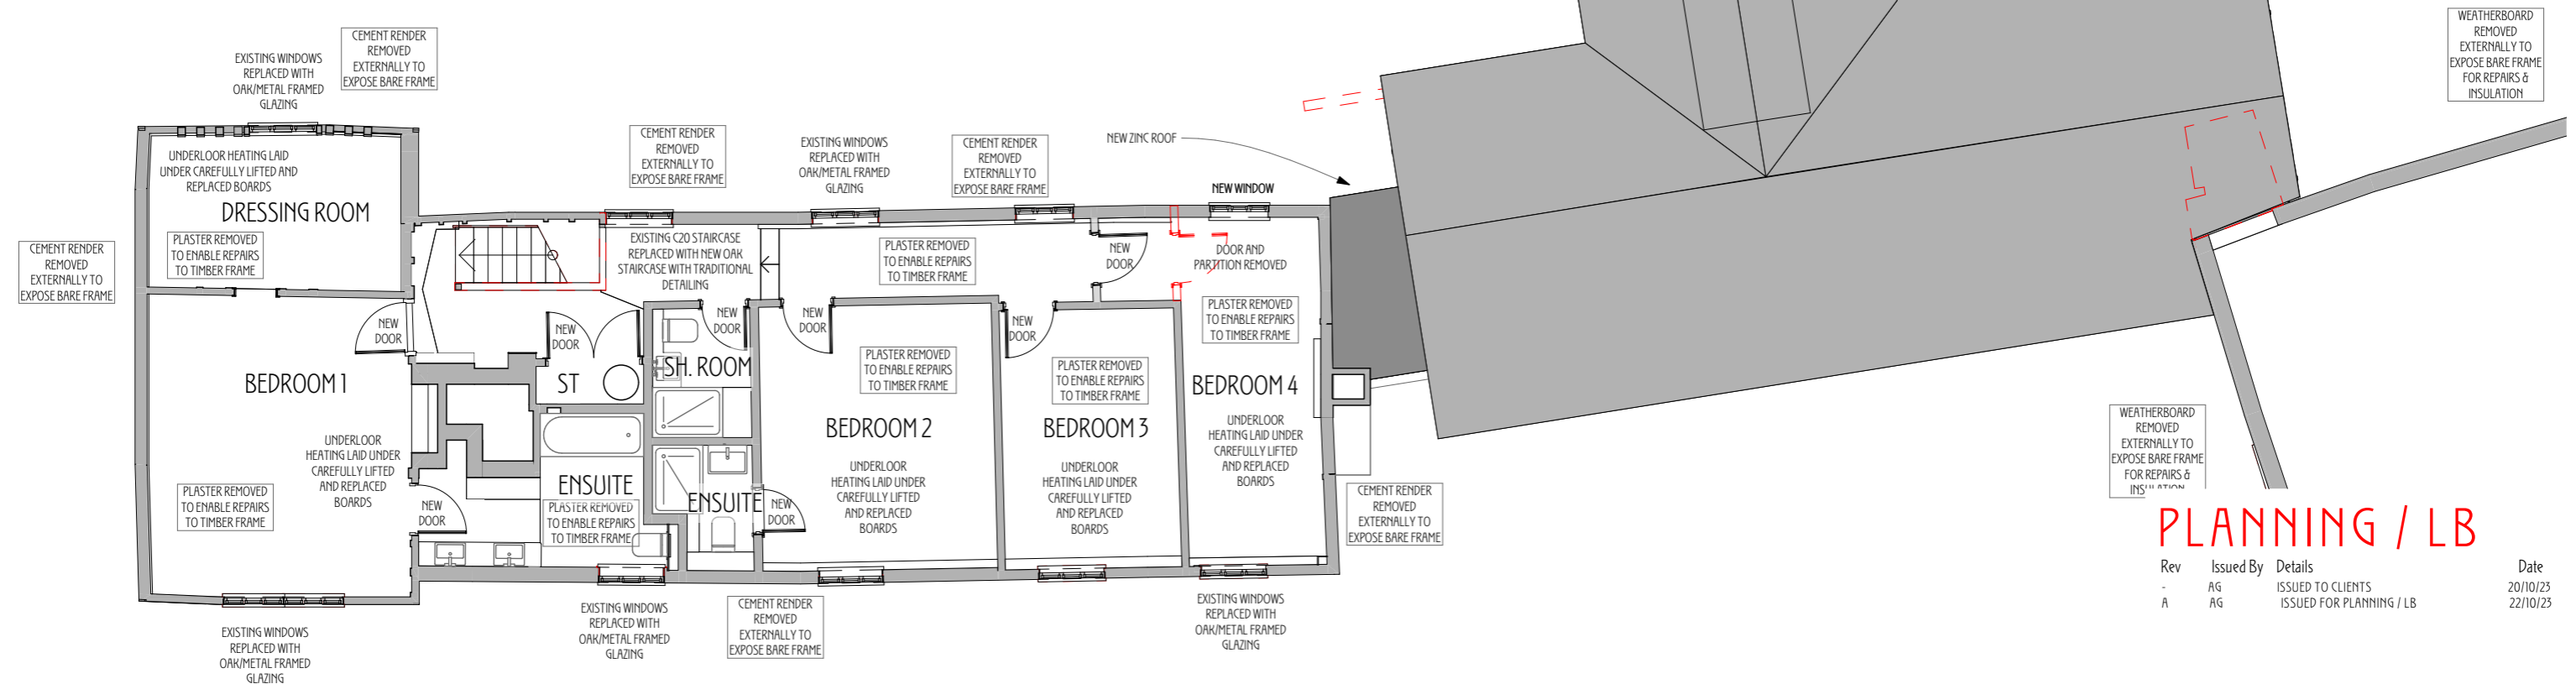 CEMENT RENDER
REMOVED
EXTERNALLY TO
EXPOSE BARE FRAME
EXISTING WINDOWS
REPLACED WITH
OAK/METAL FRAMED
GLAZING
WEATHERBOARD
REMOVED
EXTERNALLY TO
EXPOSE BARE FRAME
FOR REPAIRS &
INSULATION
CEMENT RENDER
REMOVED
EXTERNALLY TO
EXPOSE BARE FRAME
EXISTING WINDOWS
REPLACED WITH
OAK/METAL FRAMED
GLAZING
CEMENT RENDER
REMOVED
EXTERNALLY TO
EXPOSE BARE FRAME
NEW ZINC ROOF
NEW WINDOW
UNDERLOOR HEATING LAID
UNDER CAREFULLY LIFTED AND
REPLACED BOARDS
DRESSING ROOM
PLASTER REMOVED
TO ENABLE REPAIRS
TO TIMBER FRAME
CEMENT RENDER
REMOVED
EXTERNALLY TO
EXPOSE BARE FRAME
EXISTING C20 STAIRCASE
REPLACED WITH NEW OAK
STAIRCASE WITH TRADITIONAL
DETAILING
PLASTER REMOVED
TO ENABLE REPAIRS
TO TIMBER FRAME
NEW
DOOR
DOOR AND
PARTITION REMOVED
PLASTER REMOVED
TO ENABLE REPAIRS
TO TIMBER FRAME
NEW
DOOR
NEW
DOOR
NEW
DOOR
NEW
DOOR
NEW
DOOR
BEDROOM 1
ST
SH. ROOM
PLASTER REMOVED
TO ENABLE REPAIRS
TO TIMBER FRAME
PLASTER REMOVED
TO ENABLE REPAIRS
TO TIMBER FRAME
BEDROOM 4
BEDROOM 2
BEDROOM 3
UNDERLOOR
HEATING LAID UNDER
CAREFULLY LIFTED
AND REPLACED
BOARDS
UNDERLOOR
HEATING LAID UNDER
CAREFULLY LIFTED
AND REPLACED
BOARDS
UNDERLOOR
HEATING LAID UNDER
CAREFULLY LIFTED
AND REPLACED
BOARDS
UNDERLOOR
HEATING LAID UNDER
CAREFULLY LIFTED
AND REPLACED
BOARDS
PLASTER REMOVED
TO ENABLE REPAIRS
TO TIMBER FRAME
NEW
DOOR
ENSUITE
PLASTER REMOVED
TO ENABLE REPAIRS
TO TIMBER FRAME
ENSUITE
NEW
DOOR
CEMENT RENDER
REMOVED
EXTERNALLY TO
EXPOSE BARE FRAME
WEATHERBOARD
REMOVED
EXTERNALLY TO
EXPOSE BARE FRAME
FOR REPAIRS &
INSULATION
EXISTING WINDOWS
REPLACED WITH
OAK/METAL FRAMED
GLAZING
EXISTING WINDOWS
REPLACED WITH
OAK/METAL FRAMED
GLAZING
CEMENT RENDER
REMOVED
EXTERNALLY TO
EXPOSE BARE FRAME
EXISTING WINDOWS
REPLACED WITH
OAK/METAL FRAMED
GLAZING
PLANNING / LB
Rev Issued By Details Date
- AG ISSUED TO CLIENTS 20/10/23
A AG ISSUED FOR PLANNING / LB 22/10/23